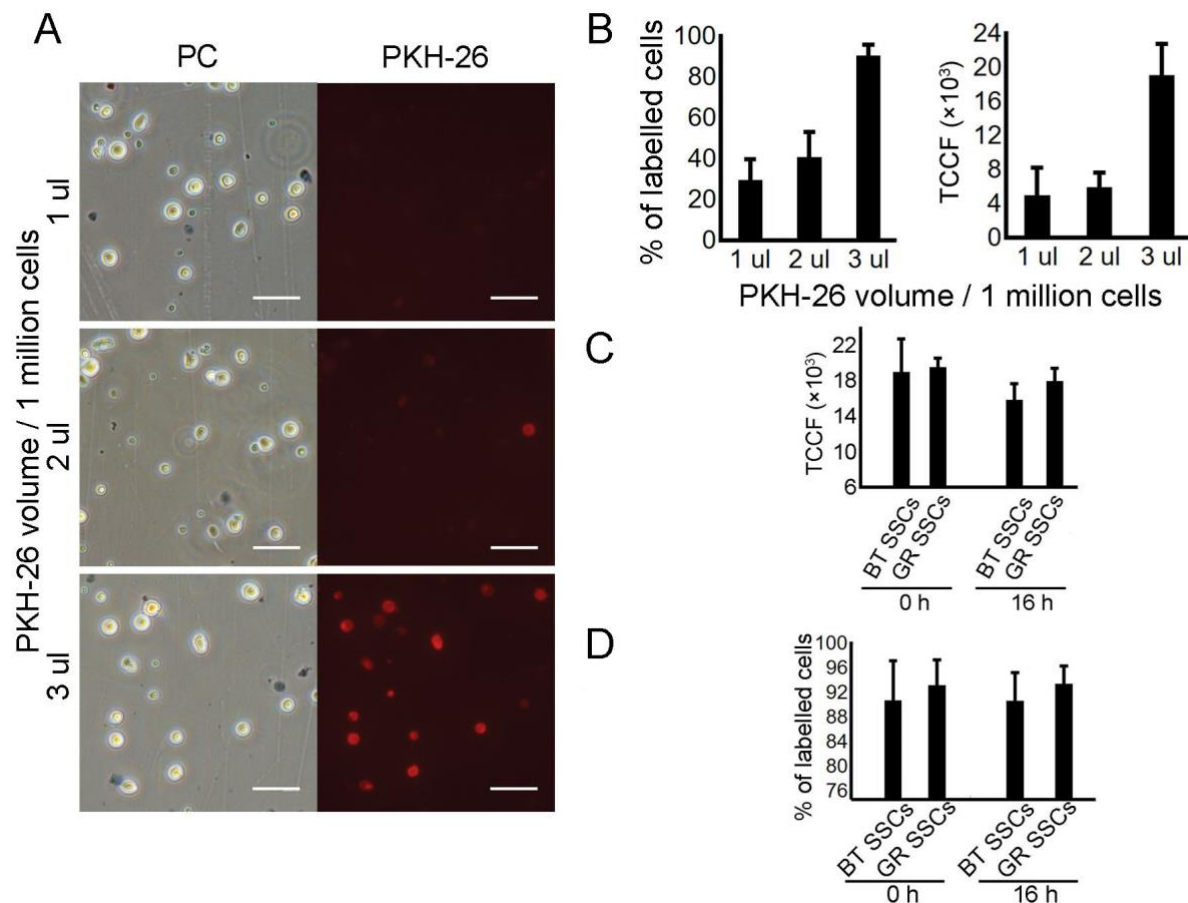 A
PC PKH-26
PKH-26 volume / 1 million cells
1 ul
2 ul
3 ul
B
% of labelled cells
100
80
60
40
20
0
1 ul 2 ul 3 ul
TCCF (×10³)
24
20
16
12
8
4
0
1 ul 2 ul 3 ul
PKH-26 volume / 1 million cells
C
TCCF (×10³)
22
18
14
10
6
BT SSCs GR SSCs BT SSCs GR SSCs
0 h 16 h
D
% of labelled cells
100
96
92
88
84
80
76
BT SSCs GR SSCs BT SSCs GR SSCs
0 h 16 h